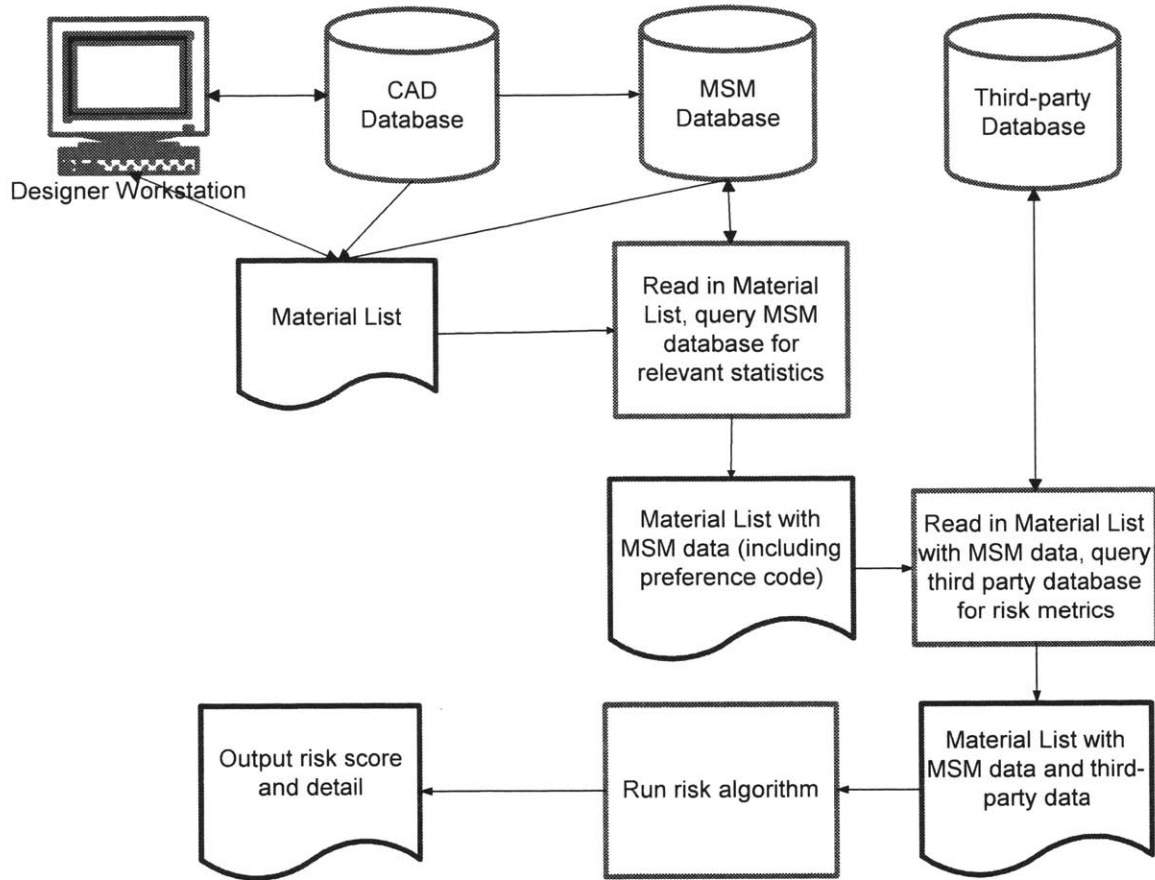 CAD
Database
MSM
Database
Third-party
Database
Designer Workstation
Material List
Read in Material
List, query MSM
database for
relevant statistics
Material List with
MSM data (including
preference code)
Read in Material List
with MSM data, query
third party database
for risk metrics
Output risk score
and detail
Run risk algorithm
Material List with
MSM data and third-
party data